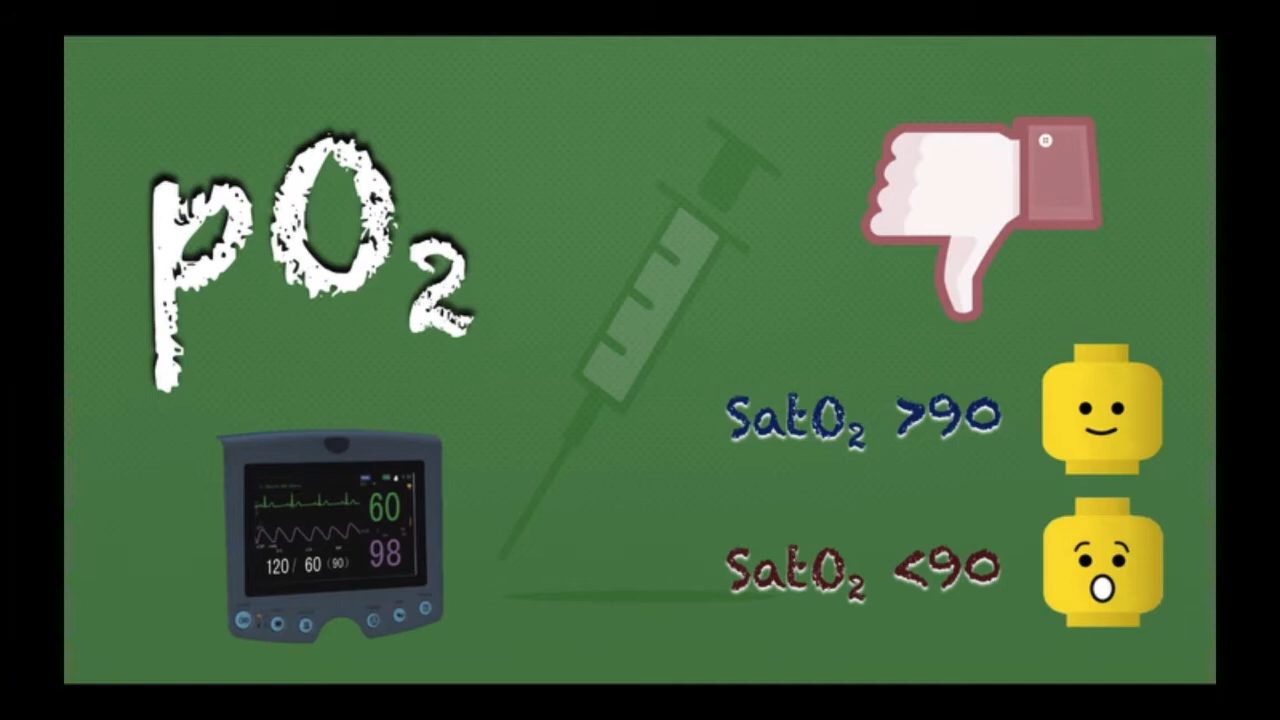 pO₂
SatO₂ >90
60
98
120/ 60 (90)
SatO₂ <90